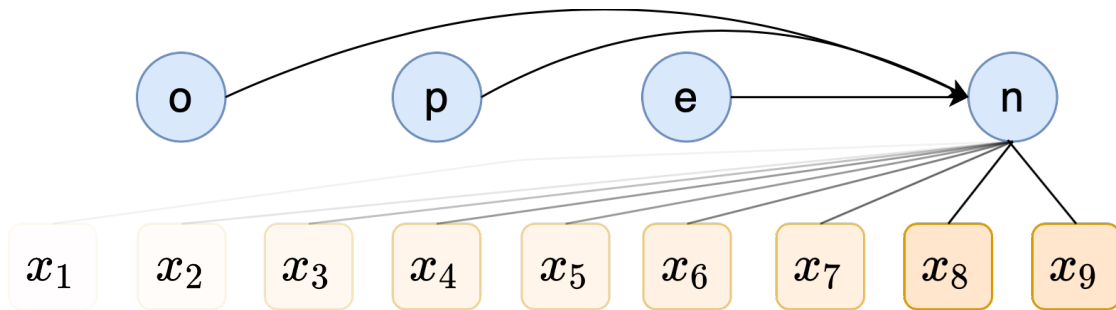 o p e n
x₁ x₂ x₃ x₄ x₅ x₆ x₇ x₈ x₉